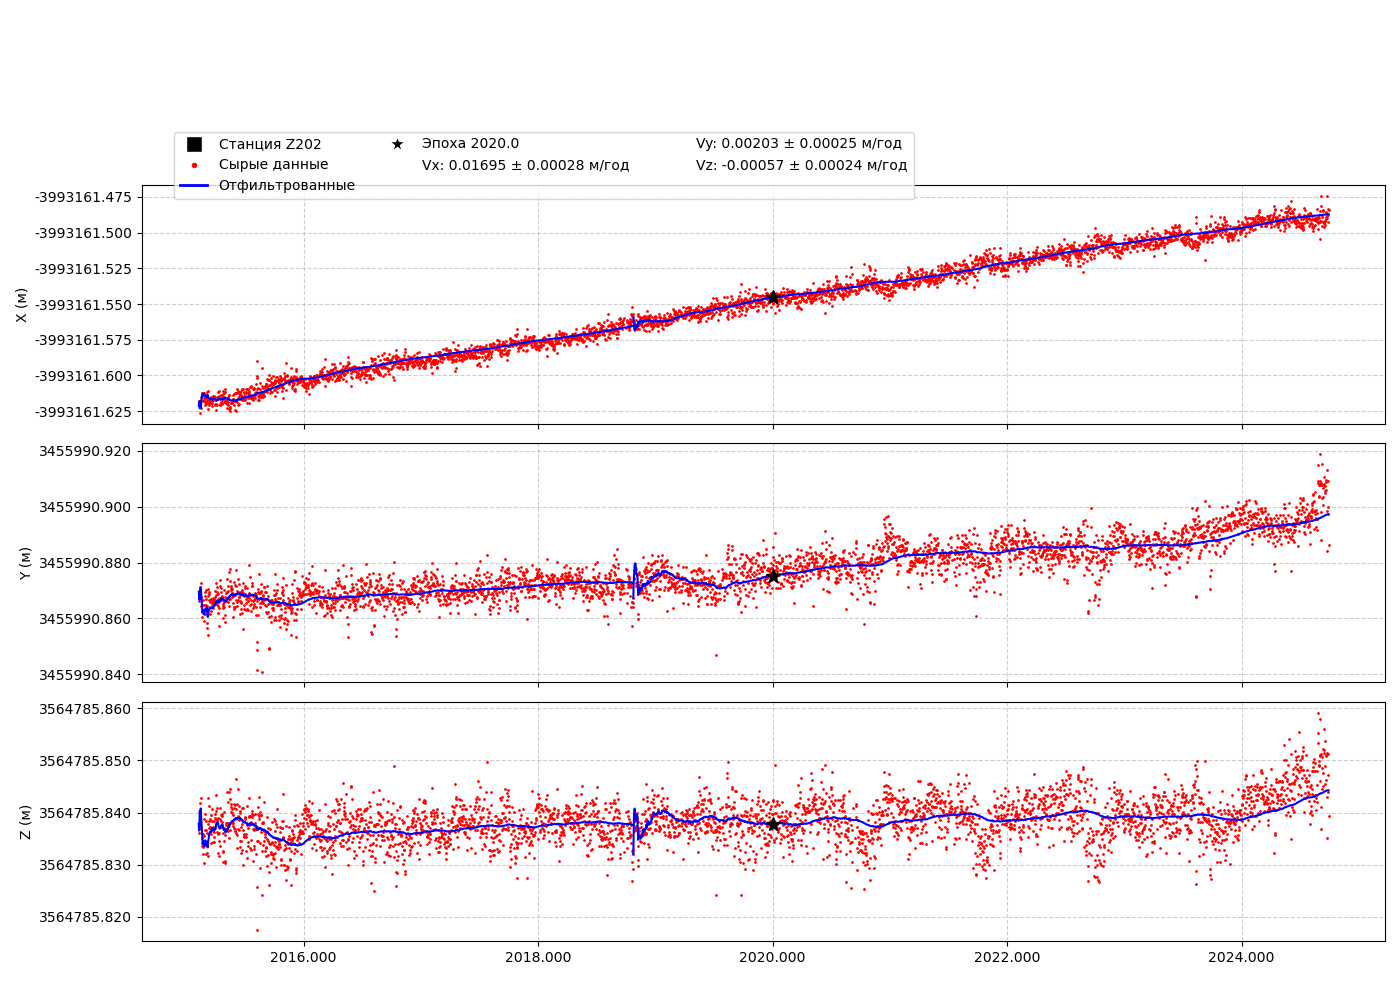 Станция Z202
Сырые данные
Отфильтрованные
Эпоха 2020.0
Vx: 0.01695 ± 0.00028 м/год
Vy: 0.00203 ± 0.00025 м/год
Vz: -0.00057 ± 0.00024 м/год
X (м)
-3993161.475
-3993161.500
-3993161.525
-3993161.550
-3993161.575
-3993161.600
-3993161.625
Y (м)
3455990.920
3455990.900
3455990.880
3455990.860
3455990.840
Z (м)
3564785.860
3564785.850
3564785.840
3564785.830
3564785.820
2016.000 2018.000 2020.000 2022.000 2024.000